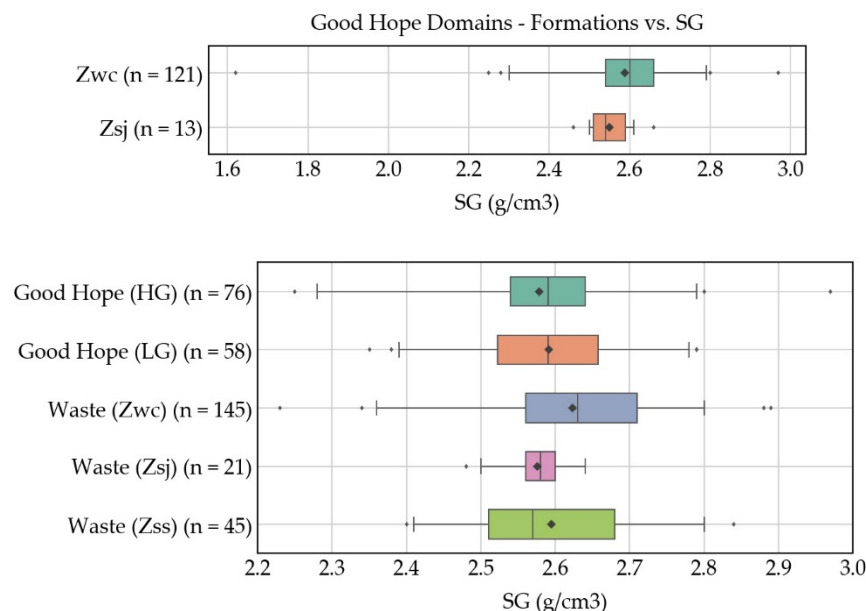 Good Hope Domains - Formations vs. SG
Zwc (n = 121)
Zsj (n = 13)
1.6 1.8 2.0 2.2 2.4 2.6 2.8 3.0
SG (g/cm3)
Good Hope (HG) (n = 76)
Good Hope (LG) (n = 58)
Waste (Zwc) (n = 145)
Waste (Zsj) (n = 21)
Waste (Zss) (n = 45)
2.2 2.3 2.4 2.5 2.6 2.7 2.8 2.9 3.0
SG (g/cm3)